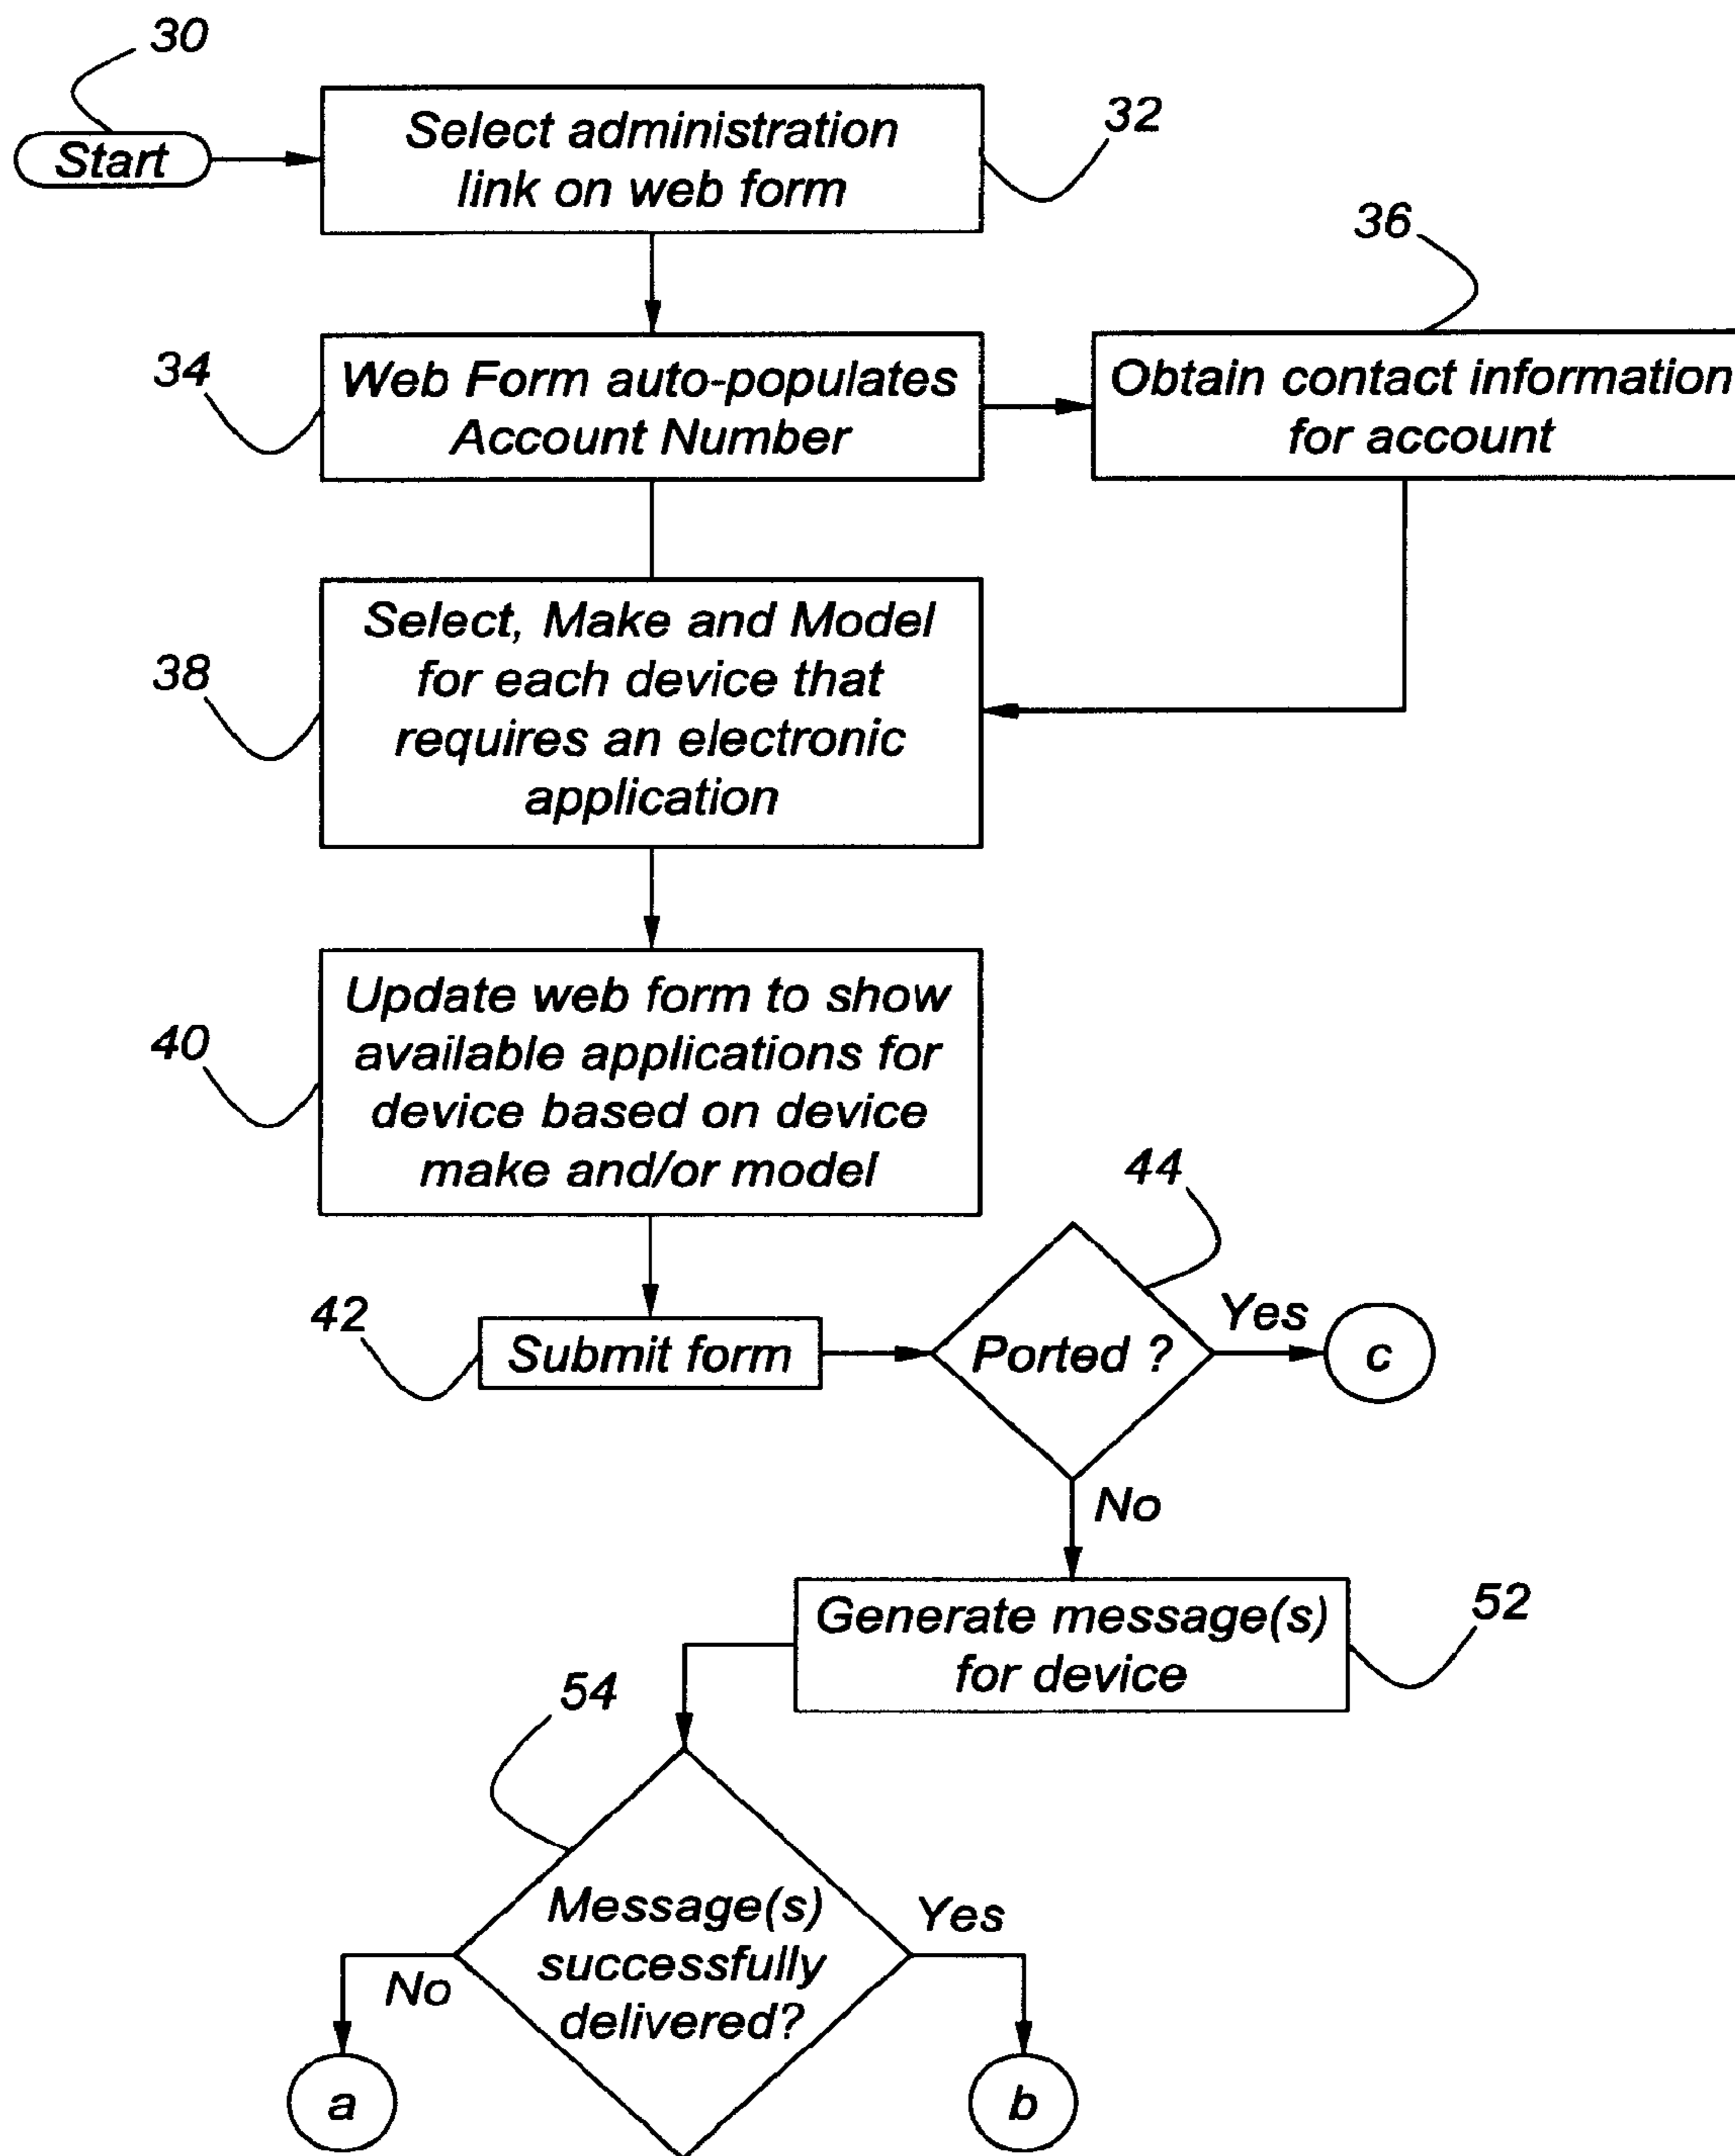 30
Start
Select administration
link on web form
32
36
34
Web Form auto-populates
Account Number
Obtain contact information
for account
38
Select, Make and Model
for each device that
requires an electronic
application
40
Update web form to show
available applications for
device based on device
make and/or model
44
42
Submit form
Ported ?
Yes
c
No
Generate message(s)
for device
52
54
Message(s)
successfully
delivered?
Yes
No
a
b